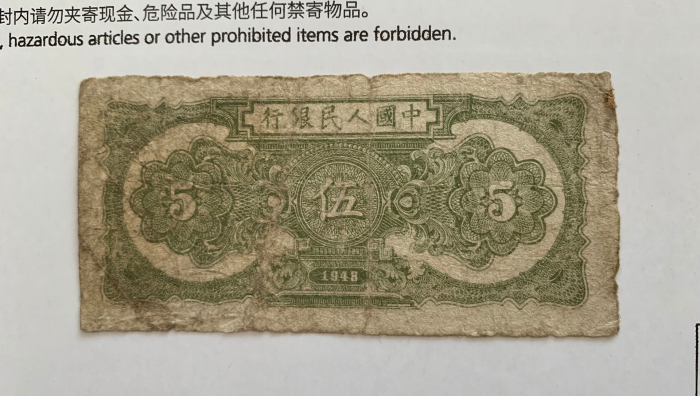 封内请勿夹寄现金、危险品及其他任何禁寄物品。
, hazardous articles or other prohibited items are forbidden.
行銀民人國中
5 伍 5
1948